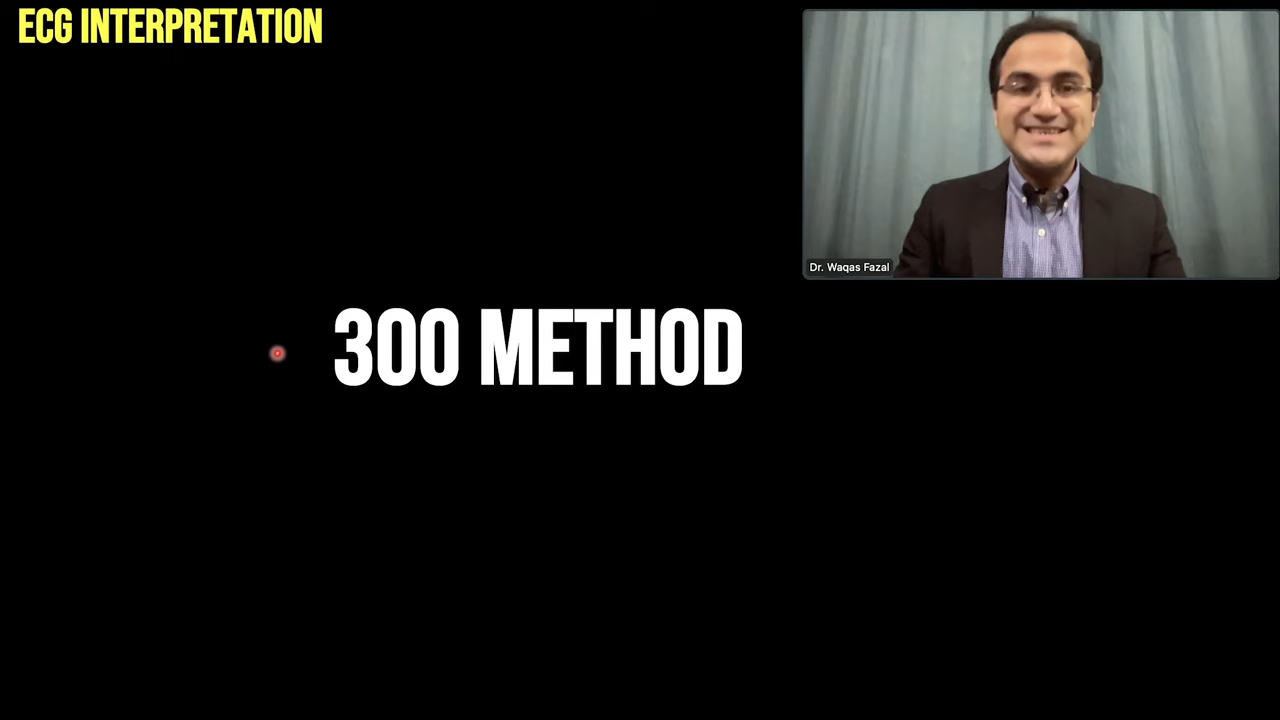 ECG INTERPRETATION
Dr. Waqas Fazal
300 METHOD